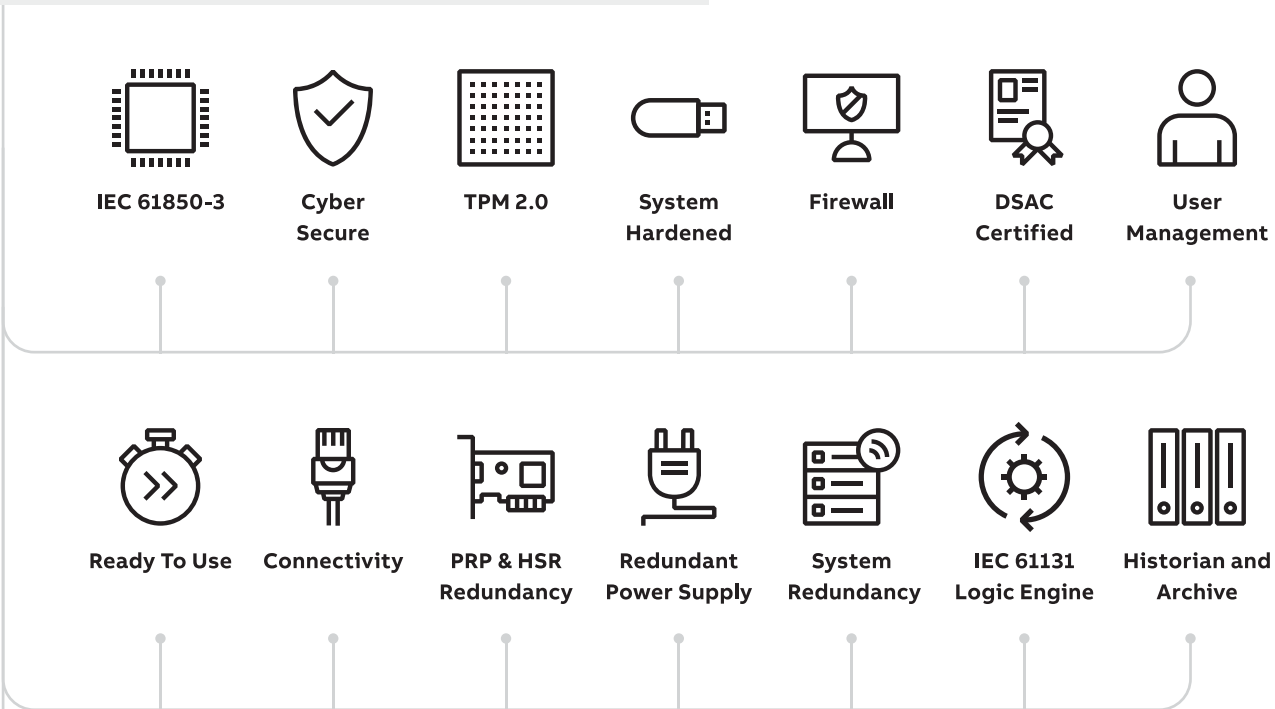 IEC 61850-3
Cyber
Secure
TPM 2.0
System
Hardened
Firewall
DSAC
Certified
User
Management
Ready To Use
Connectivity
PRP & HSR
Redundancy
Redundant
Power Supply
System
Redundancy
IEC 61131
Logic Engine
Historian and
Archive